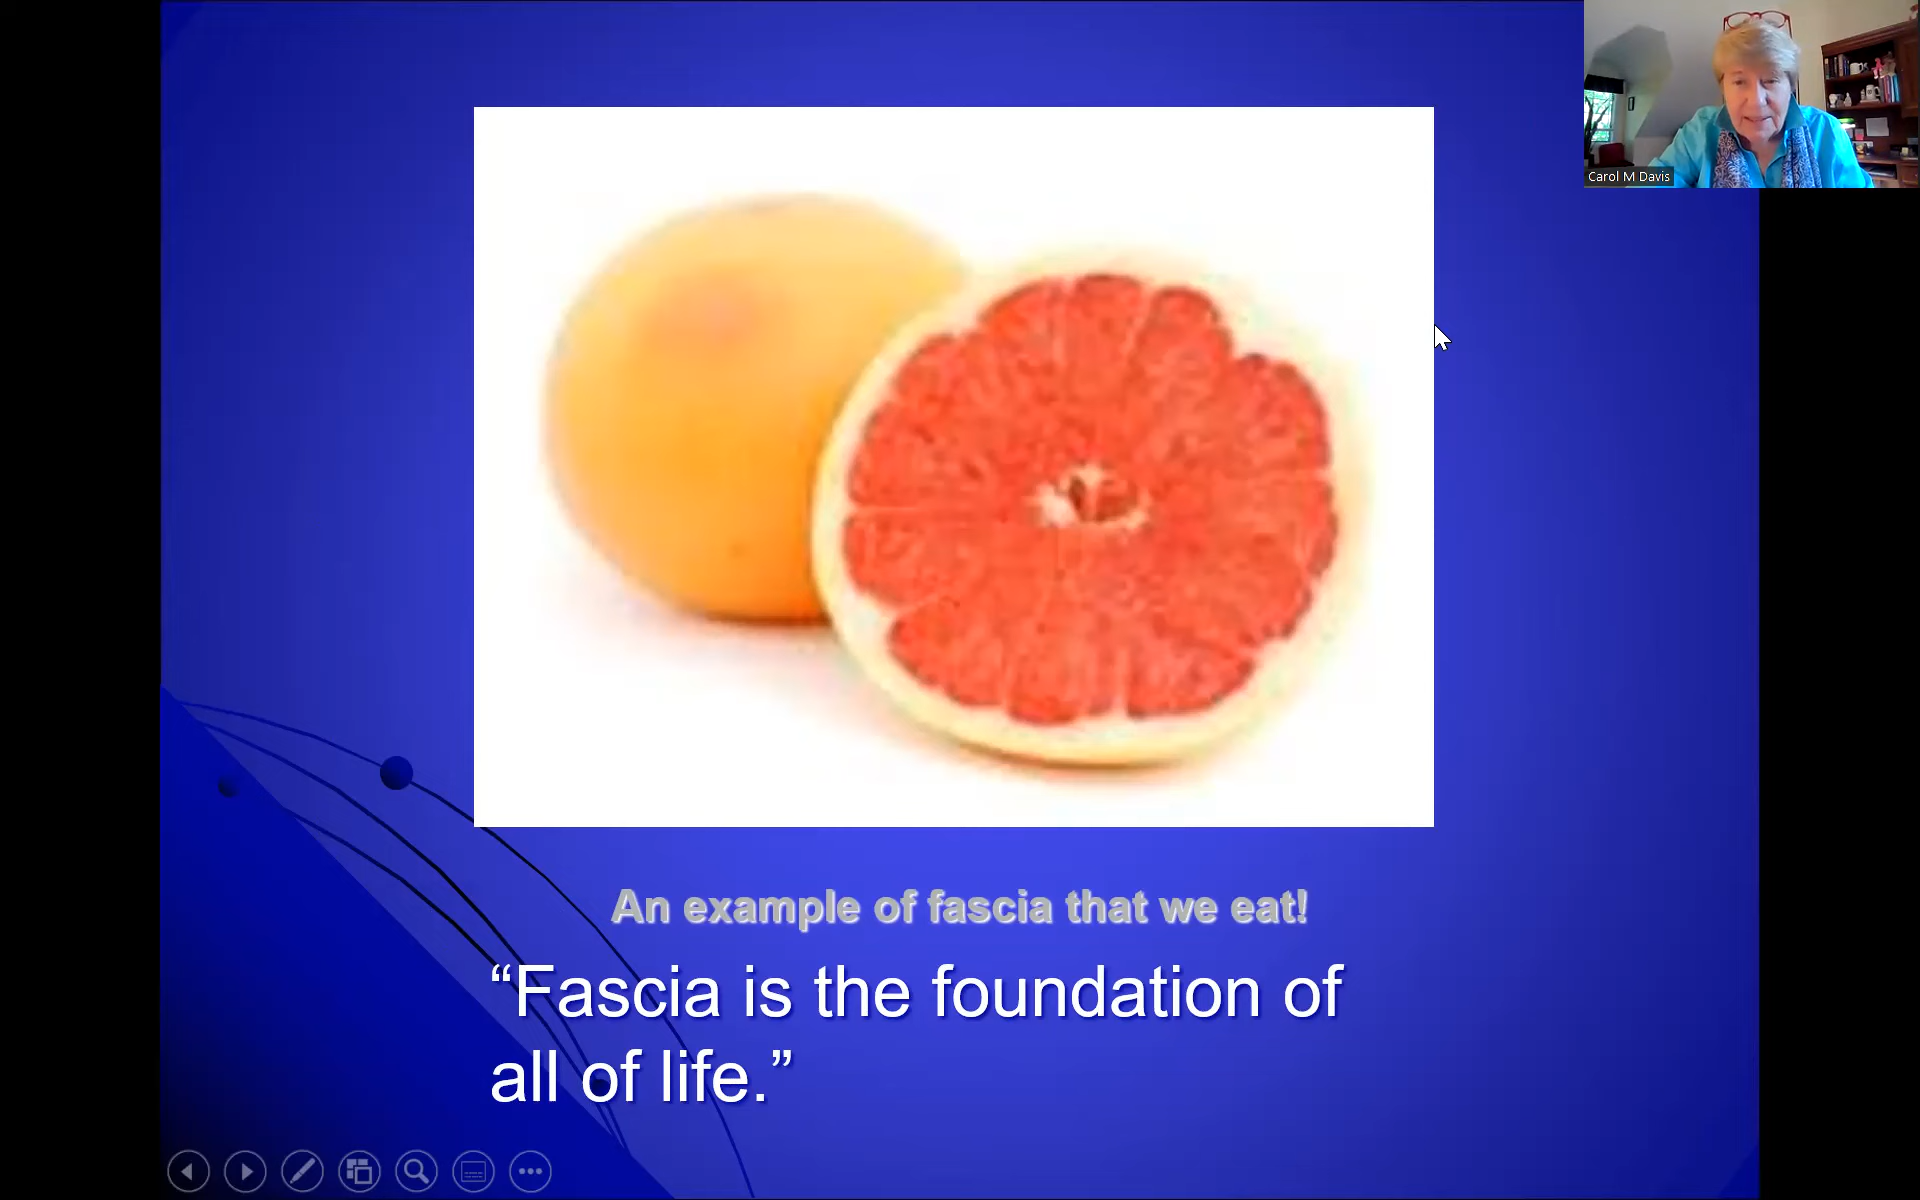 Carol M Davis
An example of fascia that we eat!
“Fascia is the foundation of
all of life.”